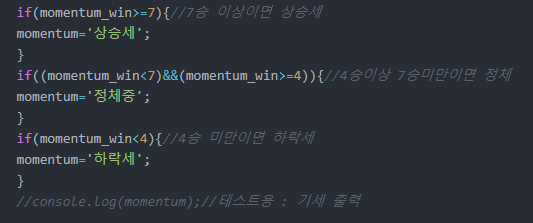 if(momentum_win>=7){//7승 이상이면 상승세
momentum='상승세';
}
if((momentum_win<7)&&(momentum_win>=4)){//4승이상 7승미만이면 정체
momentum='정체중';
}
if(momentum_win<4){//4승 미만이면 하락세
momentum='하락세';
}
//console.log(momentum);//테스트용 : 기세 출력